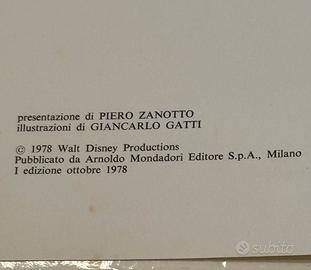 presentazione di PIERO ZANOTTO
illustrazioni di GIANCARLO GATTI
© 1978 Walt Disney Productions
Pubblicato da Arnoldo Mondadori Editore S.p.A., Milano
I edizione ottobre 1978
subito